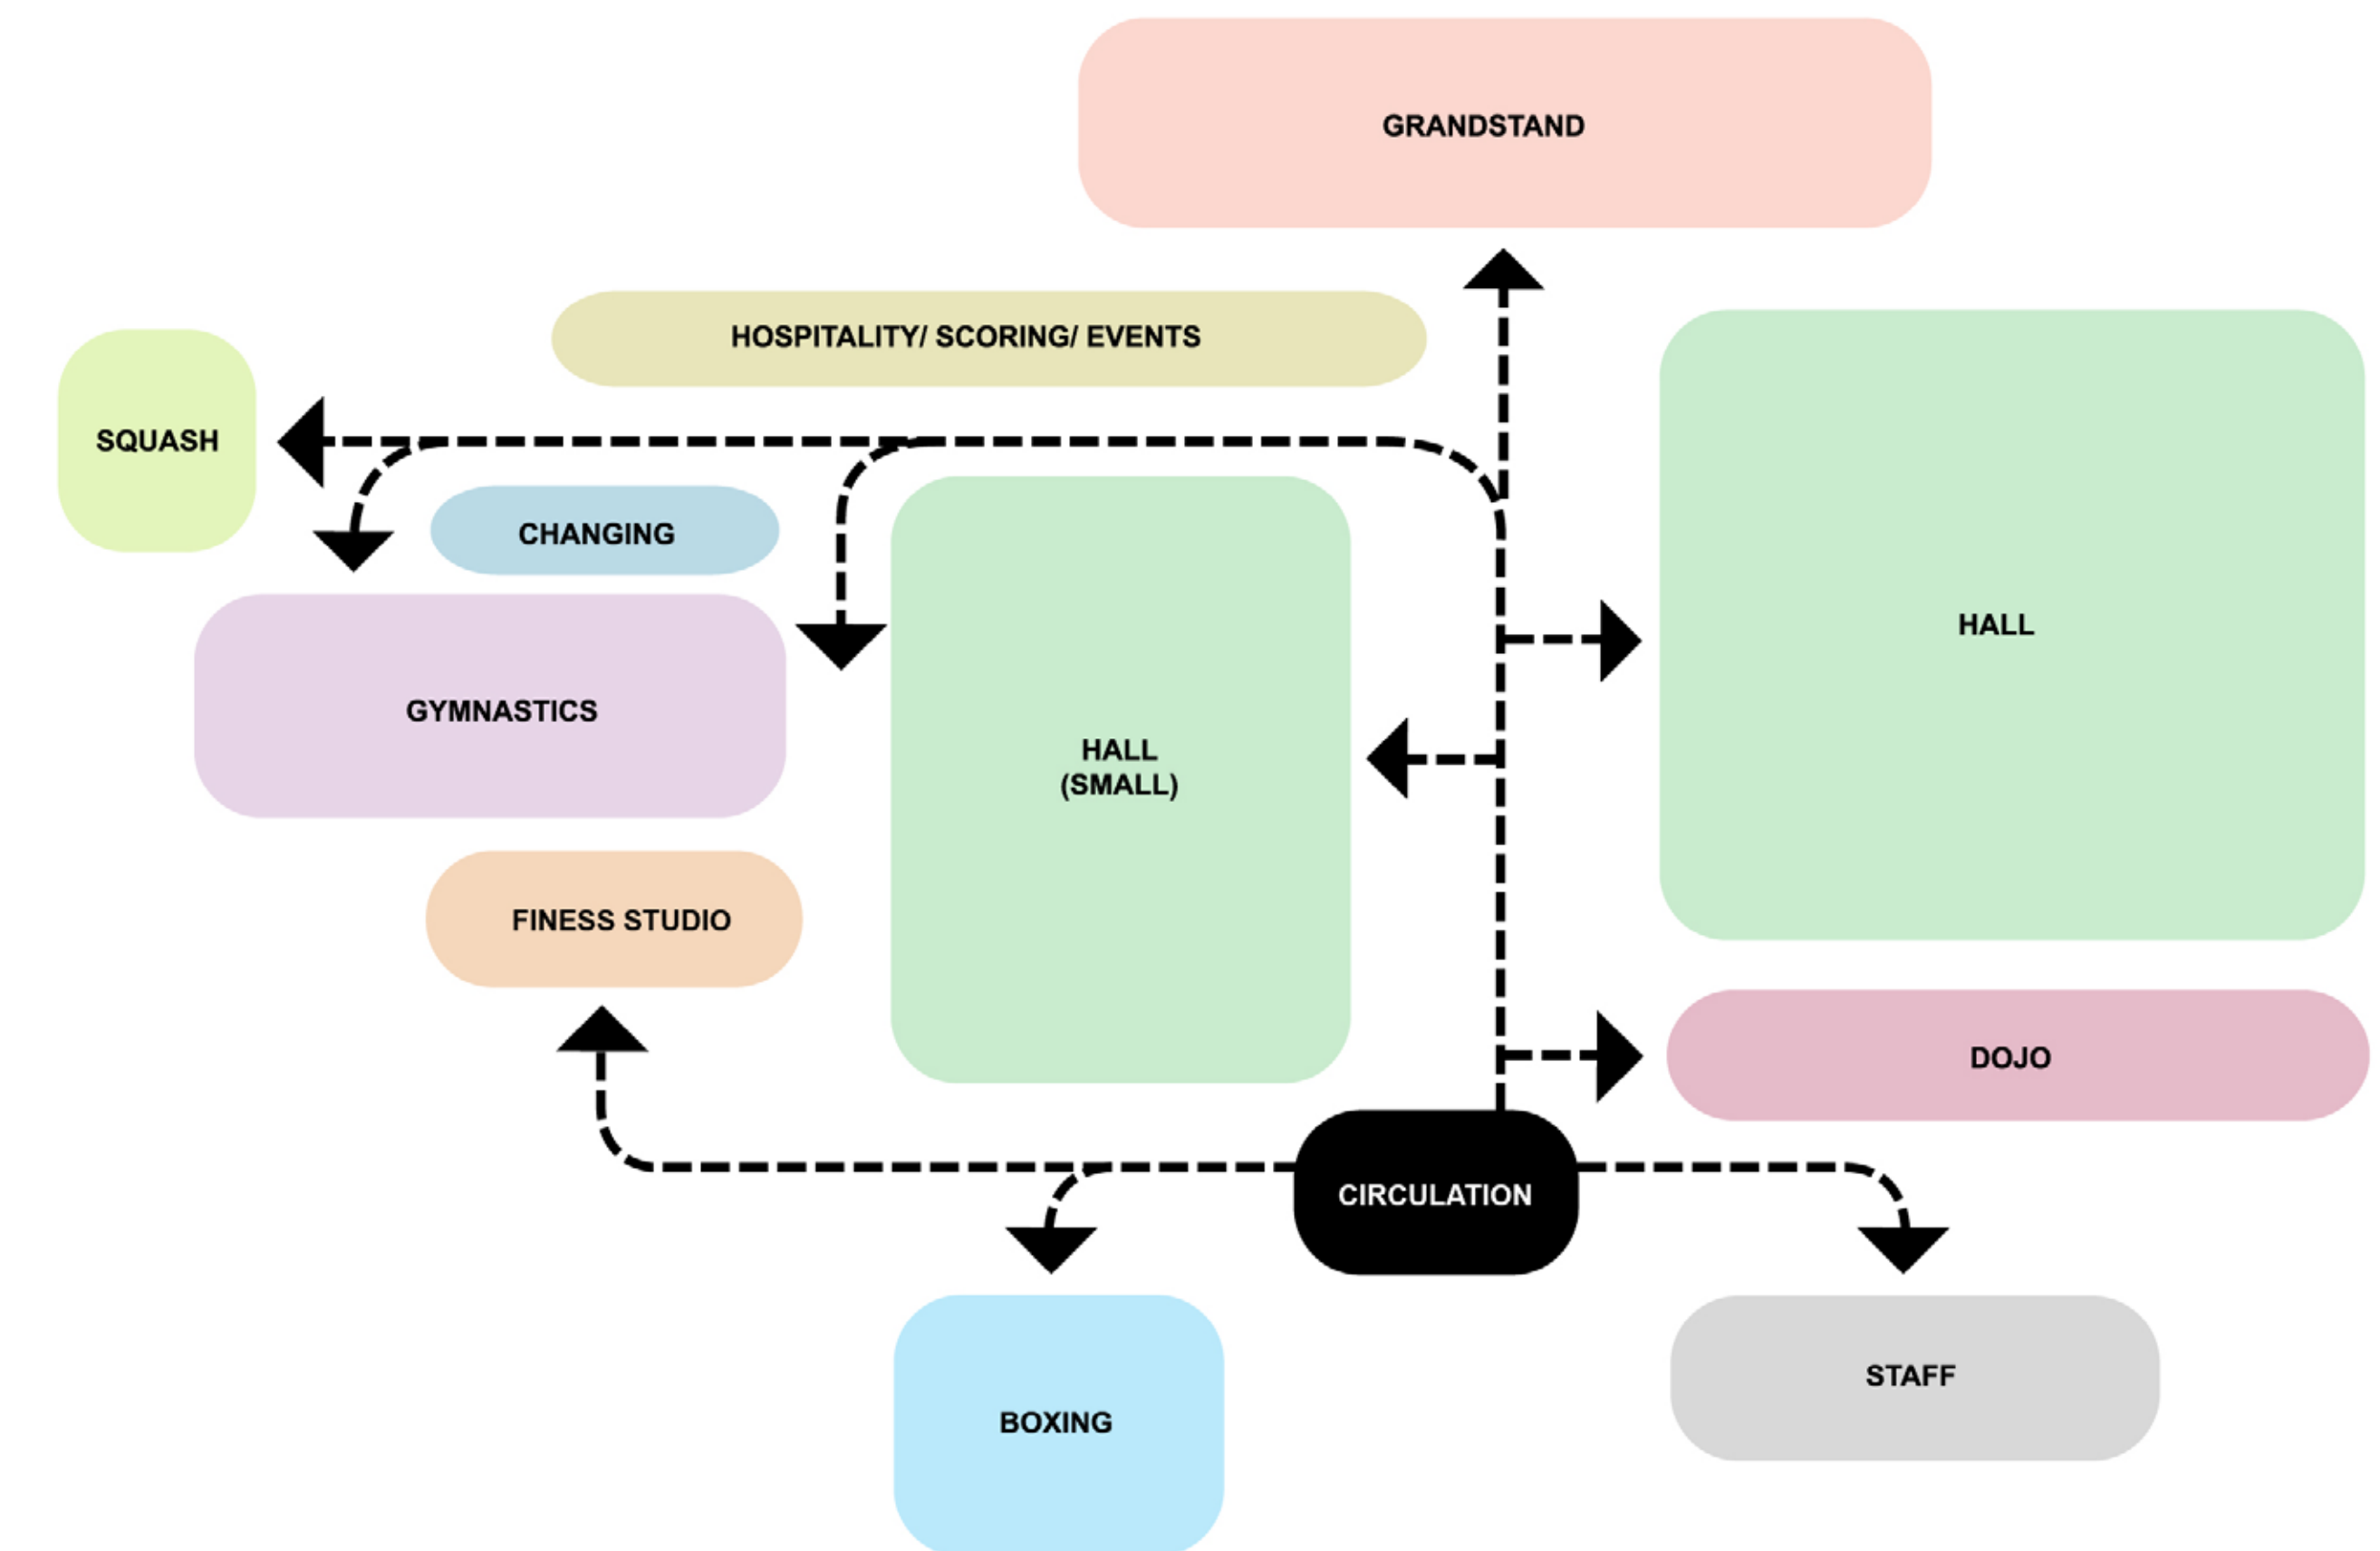 GRANDSTAND
HOSPITALITY/ SCORING/ EVENTS
SQUASH
CHANGING
HALL
GYMNASTICS
HALL
(SMALL)
FINESS STUDIO
DOJO
CIRCULATION
STAFF
BOXING